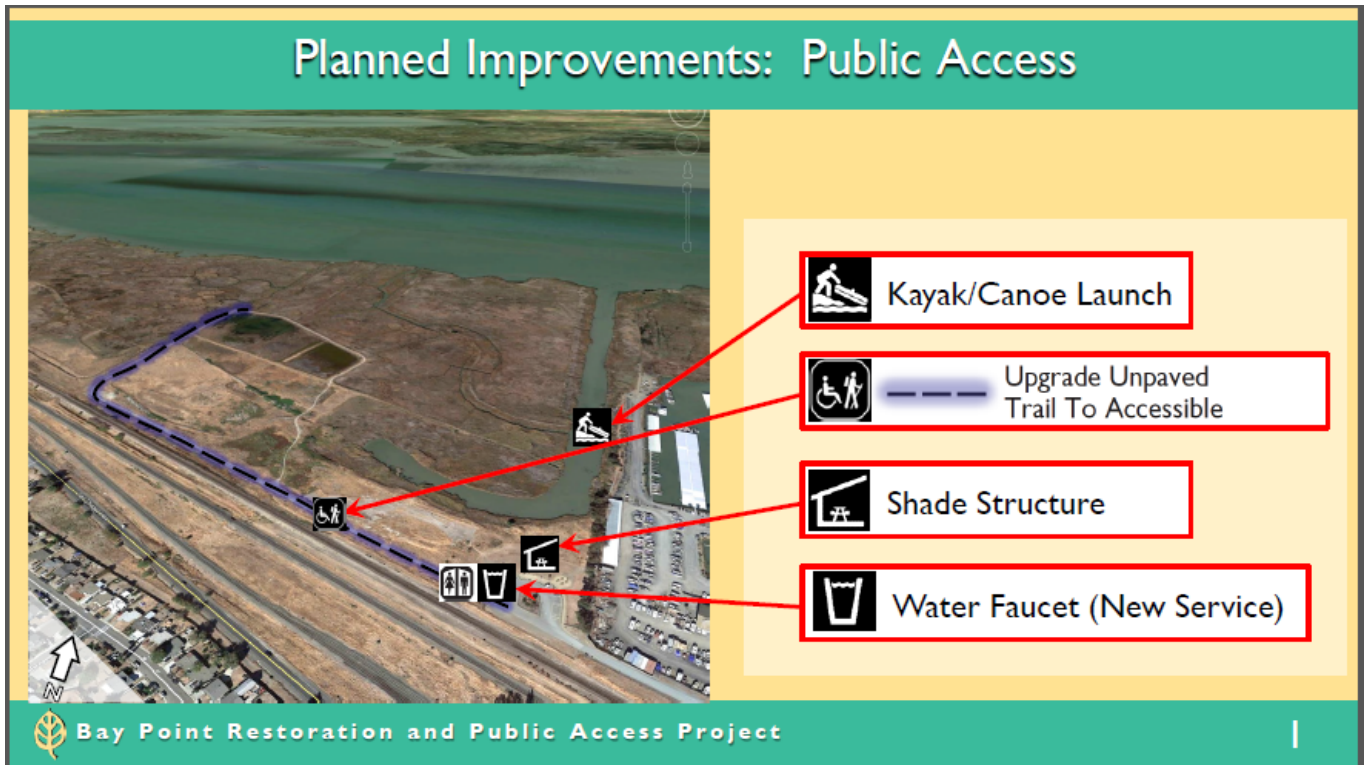 Planned Improvements: Public Access
Kayak/Canoe Launch
Upgrade Unpaved
Trail To Accessible
Shade Structure
Water Faucet (New Service)
N
Bay Point Restoration and Public Access Project
1